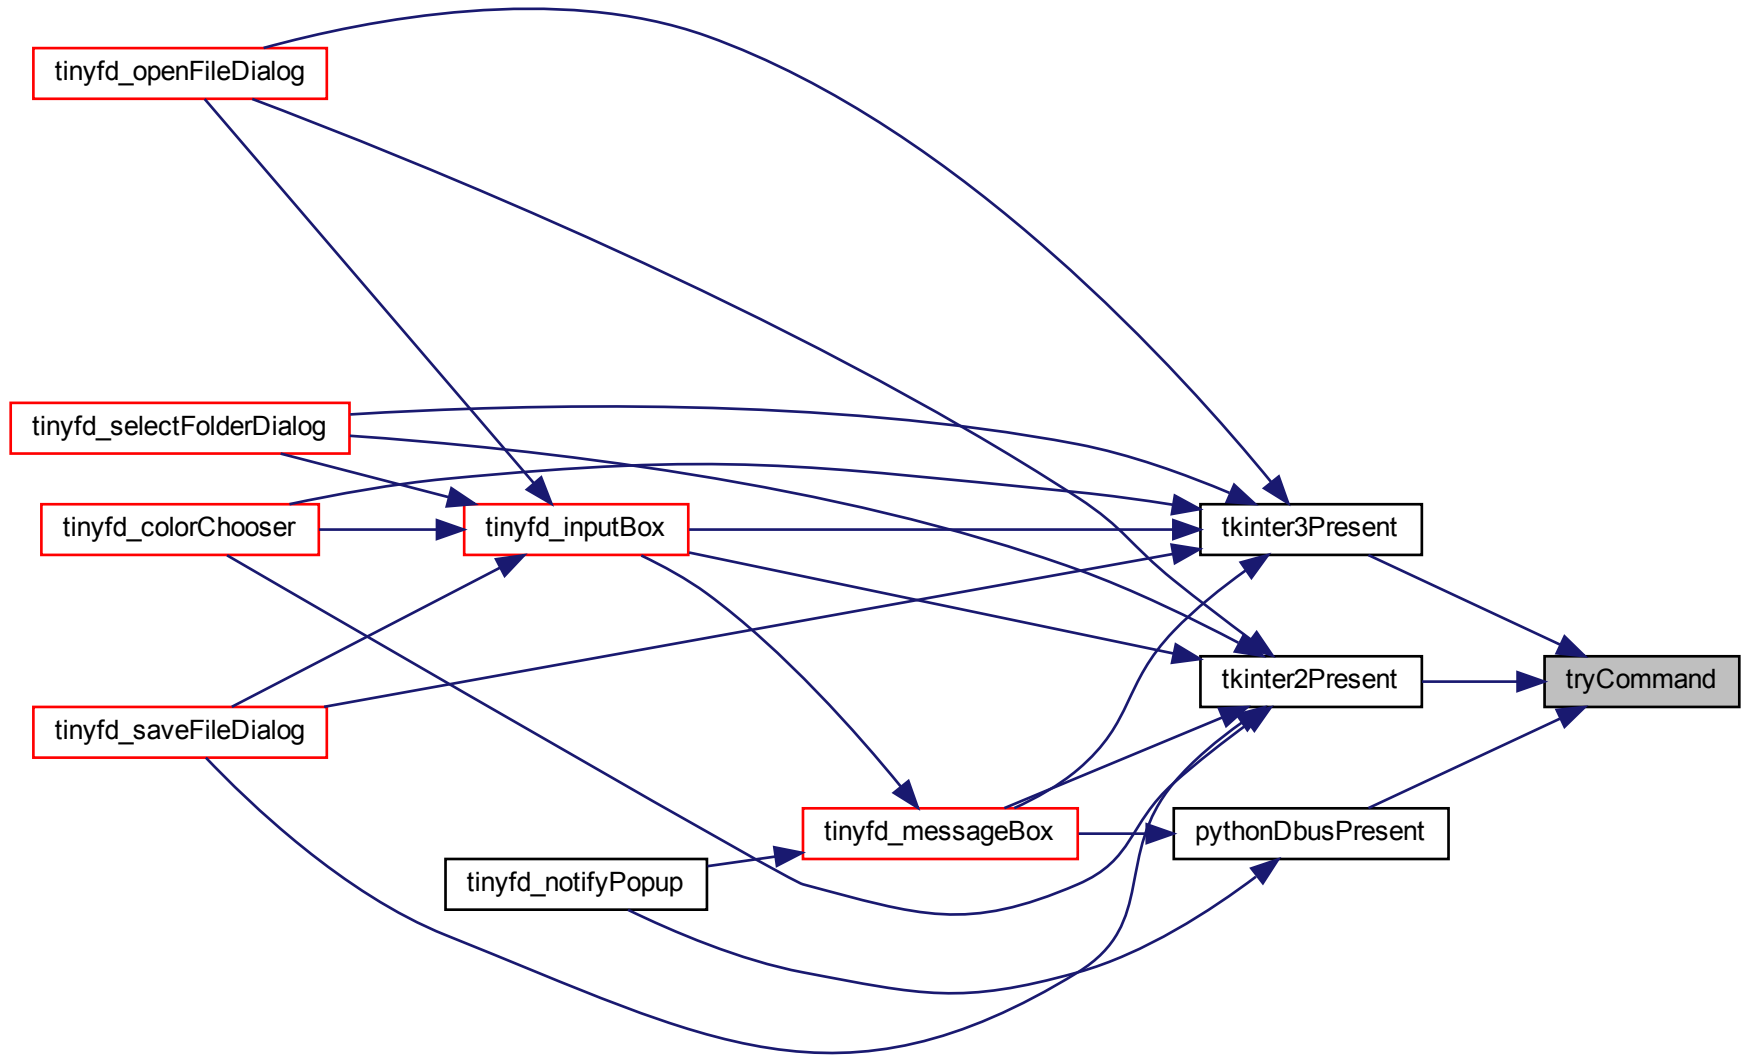 tinyfd_openFileDialog
tinyfd_selectFolderDialog
tinyfd_colorChooser
tinyfd_inputBox
tkinter3Present
tkinter2Present
tryCommand
tinyfd_saveFileDialog
tinyfd_messageBox
pythonDbusPresent
tinyfd_notifyPopup